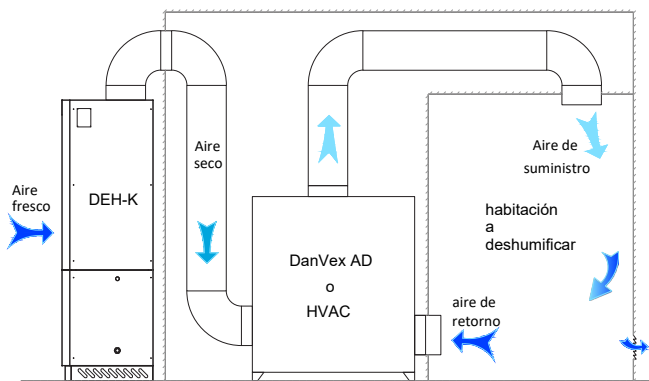 Aire
fresco
DEH-K
Aire
seco
DanVex AD
o
HVAC
Aire de
suministro
habitación
a
deshumificar
aire de
retorno